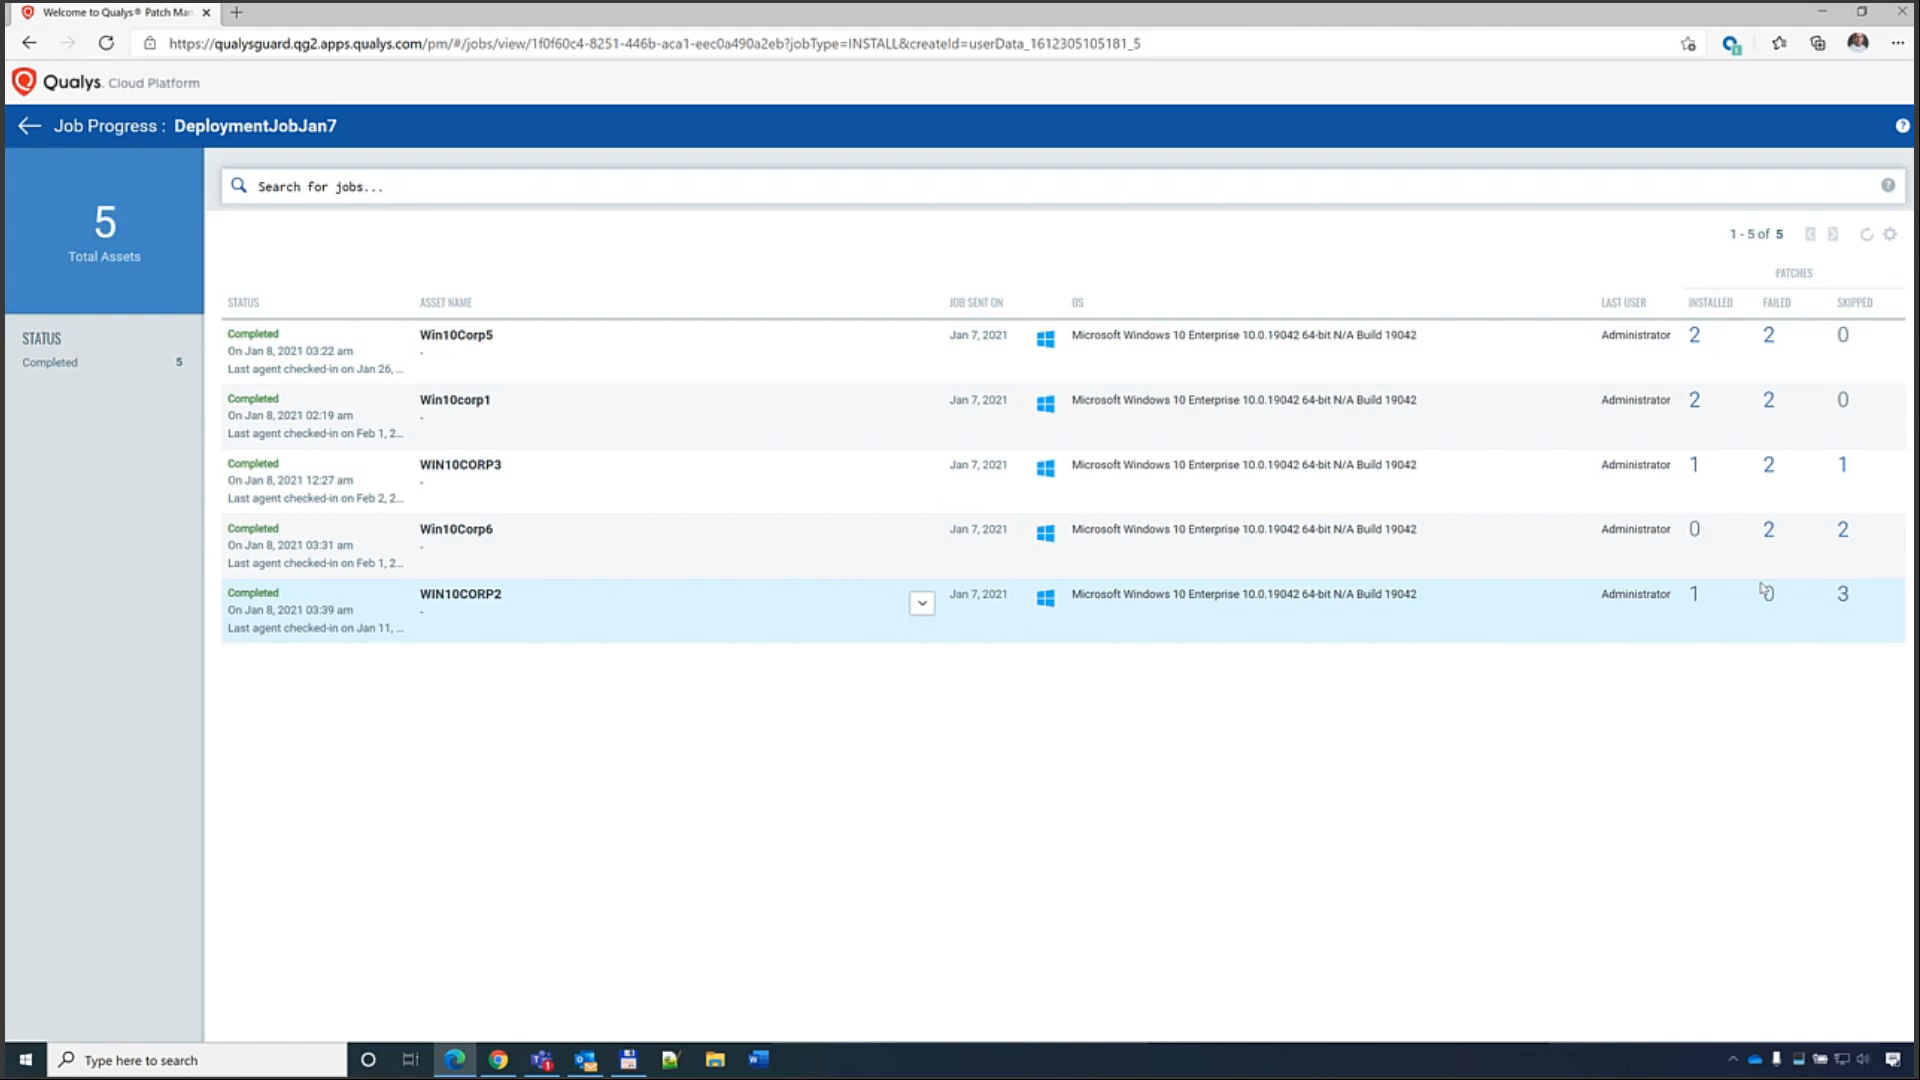 Welcome to Qualys® Patch Man
https://qualysguard.qg2.apps.qualys.com/pm/#/jobs/view/1f0f60c4-8251-446b-aca1-eec0a490a2eb?jobType=INSTALL&createId=userData_1612305105181_5
Qualys. Cloud Platform
Job Progress : DeploymentJobJan7
5
Total Assets
STATUS
Completed 5
Search for jobs...
1 - 5 of 5
PATCHES
STATUS ASSET NAME JOB SENT ON OS LAST USER INSTALLED FAILED SKIPPED
Completed Win10Corp5 Jan 7, 2021 Microsoft Windows 10 Enterprise 10.0.19042 64-bit N/A Build 19042 Administrator 2 2 0
On Jan 8, 2021 03:22 am -
Last agent checked-in on Jan 26, ...
Completed Win10corp1 Jan 7, 2021 Microsoft Windows 10 Enterprise 10.0.19042 64-bit N/A Build 19042 Administrator 2 2 0
On Jan 8, 2021 02:19 am -
Last agent checked-in on Feb 1, 2...
Completed WIN10CORP3 Jan 7, 2021 Microsoft Windows 10 Enterprise 10.0.19042 64-bit N/A Build 19042 Administrator 1 2 1
On Jan 8, 2021 12:27 am -
Last agent checked-in on Feb 2, 2...
Completed Win10Corp6 Jan 7, 2021 Microsoft Windows 10 Enterprise 10.0.19042 64-bit N/A Build 19042 Administrator 0 2 2
On Jan 8, 2021 03:31 am -
Last agent checked-in on Feb 1, 2...
Completed WIN10CORP2 Jan 7, 2021 Microsoft Windows 10 Enterprise 10.0.19042 64-bit N/A Build 19042 Administrator 1 0 3
On Jan 8, 2021 03:39 am -
Last agent checked-in on Jan 11, ...
Type here to search